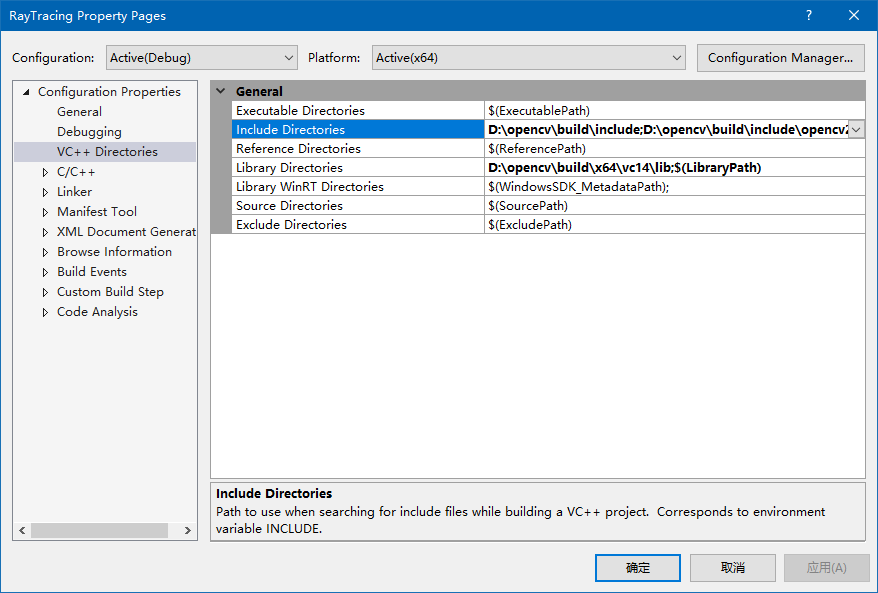 RayTracing Property Pages
Configuration: Active(Debug) Platform: Active(x64) Configuration Manager...
Configuration Properties
General
Debugging
VC++ Directories
C/C++
Linker
Manifest Tool
XML Document Generat
Browse Information
Build Events
Custom Build Step
Code Analysis
General
Executable Directories $(ExecutablePath)
Include Directories D:\opencv\build\include;D:\opencv\build\include\opencv2
Reference Directories $(ReferencePath)
Library Directories D:\opencv\build\x64\vc14\lib;$(LibraryPath)
Library WinRT Directories $(WindowsSDK_MetadataPath);
Source Directories $(SourcePath)
Exclude Directories $(ExcludePath)
Include Directories
Path to use when searching for include files while building a VC++ project. Corresponds to environment
variable INCLUDE.
确定 取消 应用(A)